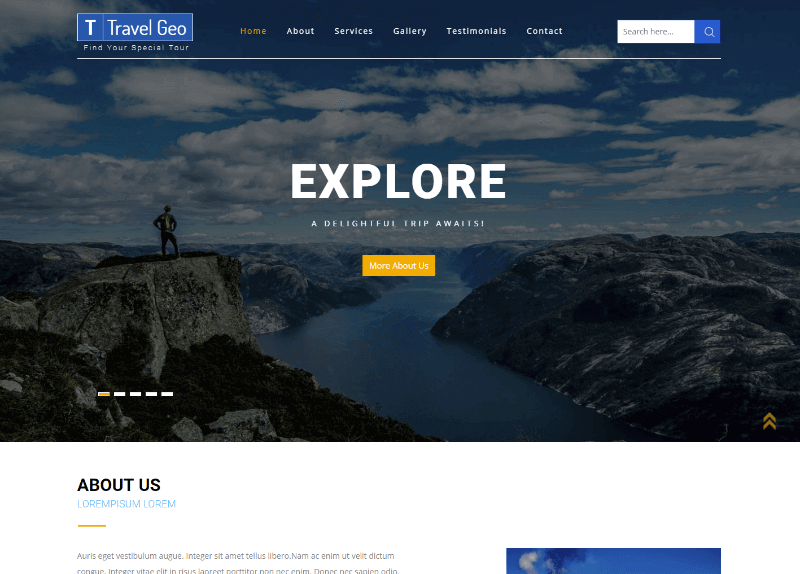 T Travel Geo
Find Your Special Tour
Home About Services Gallery Testimonials Contact
Search here...
EXPLORE
A DELIGHTFUL TRIP AWAITS!
More About Us
ABOUT US
LOREMPISUM LOREM
Auris eget vestibulum augue. Integer sit amet tellus libero.Nam ac enim ut velit dictum
congue. Integer vitae elit in risus laoreet porttitor non nec enim. Donec nec sapien odio.